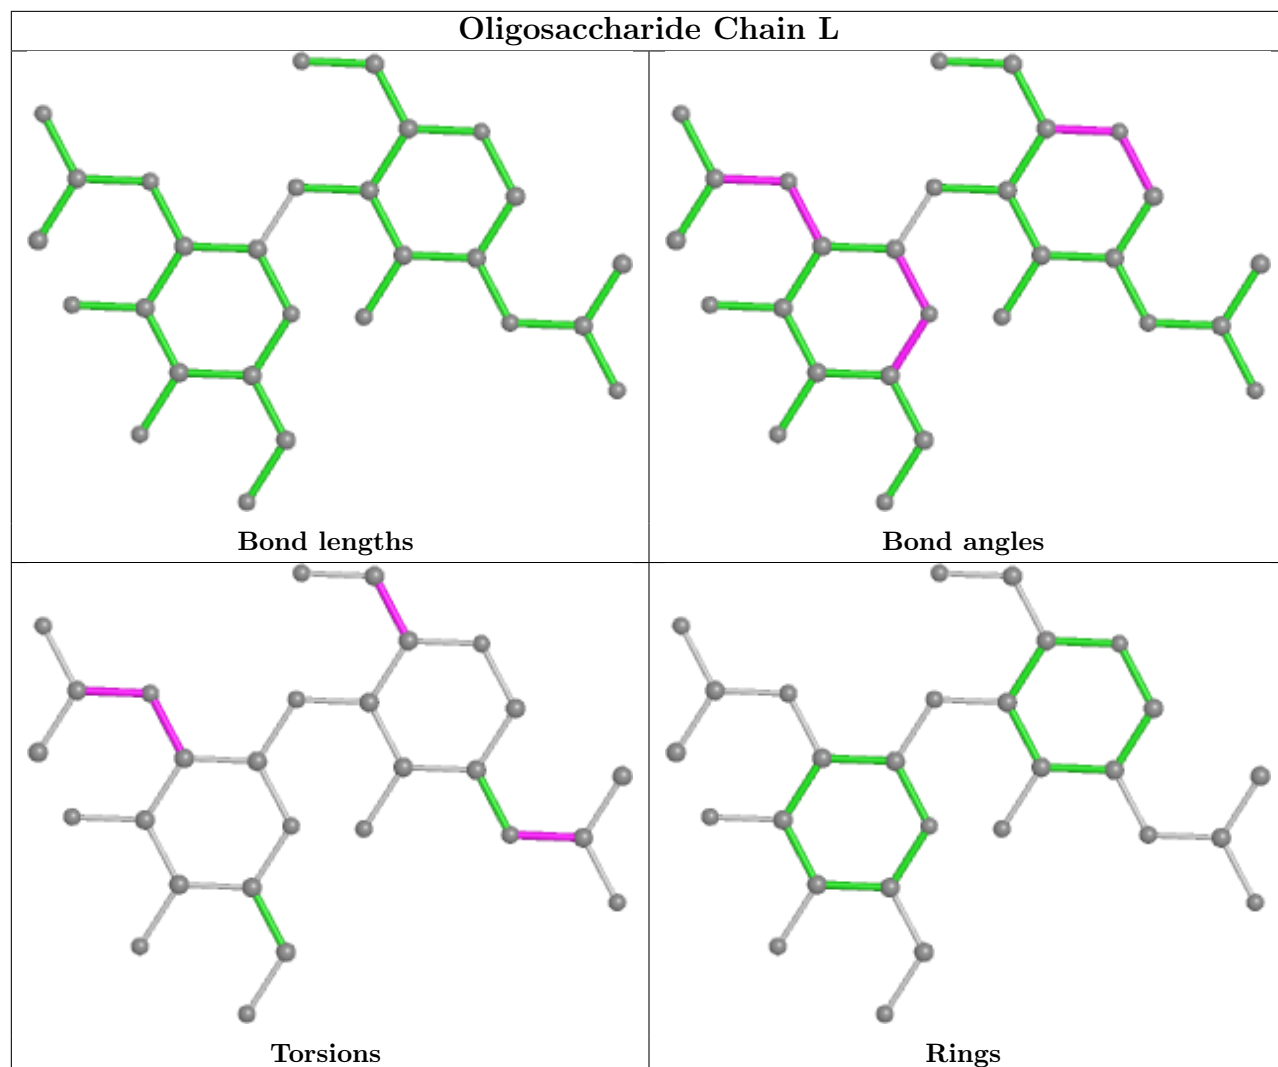 Oligosaccharide Chain L
Bond lengths
Bond angles
Torsions
Rings